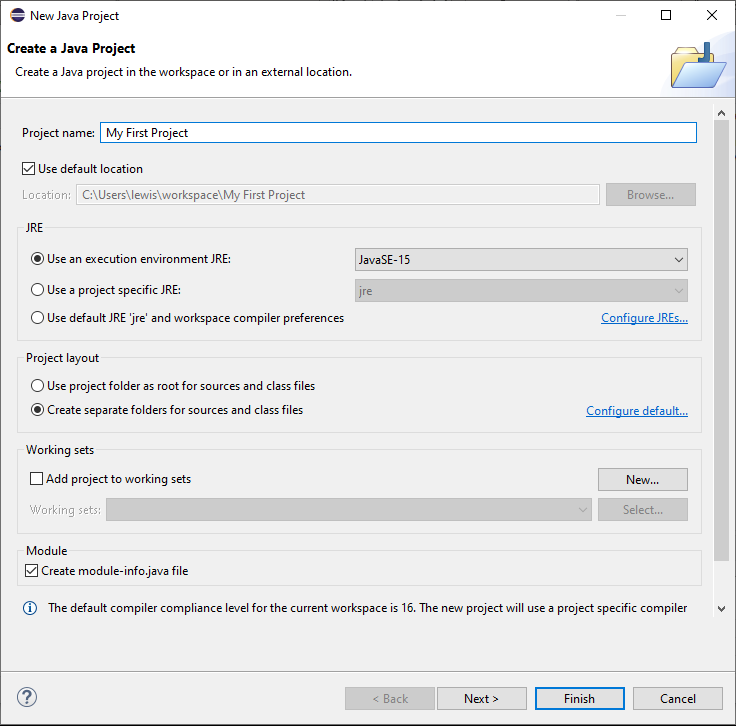 New Java Project
Create a Java Project
Create a Java project in the workspace or in an external location.
Project name: My First Project
Use default location
Location: C:\Users\lewis\workspace\My First Project Browse...
JRE
Use an execution environment JRE: JavaSE-15
Use a project specific JRE: jre
Use default JRE 'jre' and workspace compiler preferences Configure JREs...
Project layout
Use project folder as root for sources and class files
Create separate folders for sources and class files Configure default...
Working sets
Add project to working sets New...
Working sets: Select...
Module
Create module-info.java file
The default compiler compliance level for the current workspace is 16. The new project will use a project specific compiler
? < Back Next > Finish Cancel